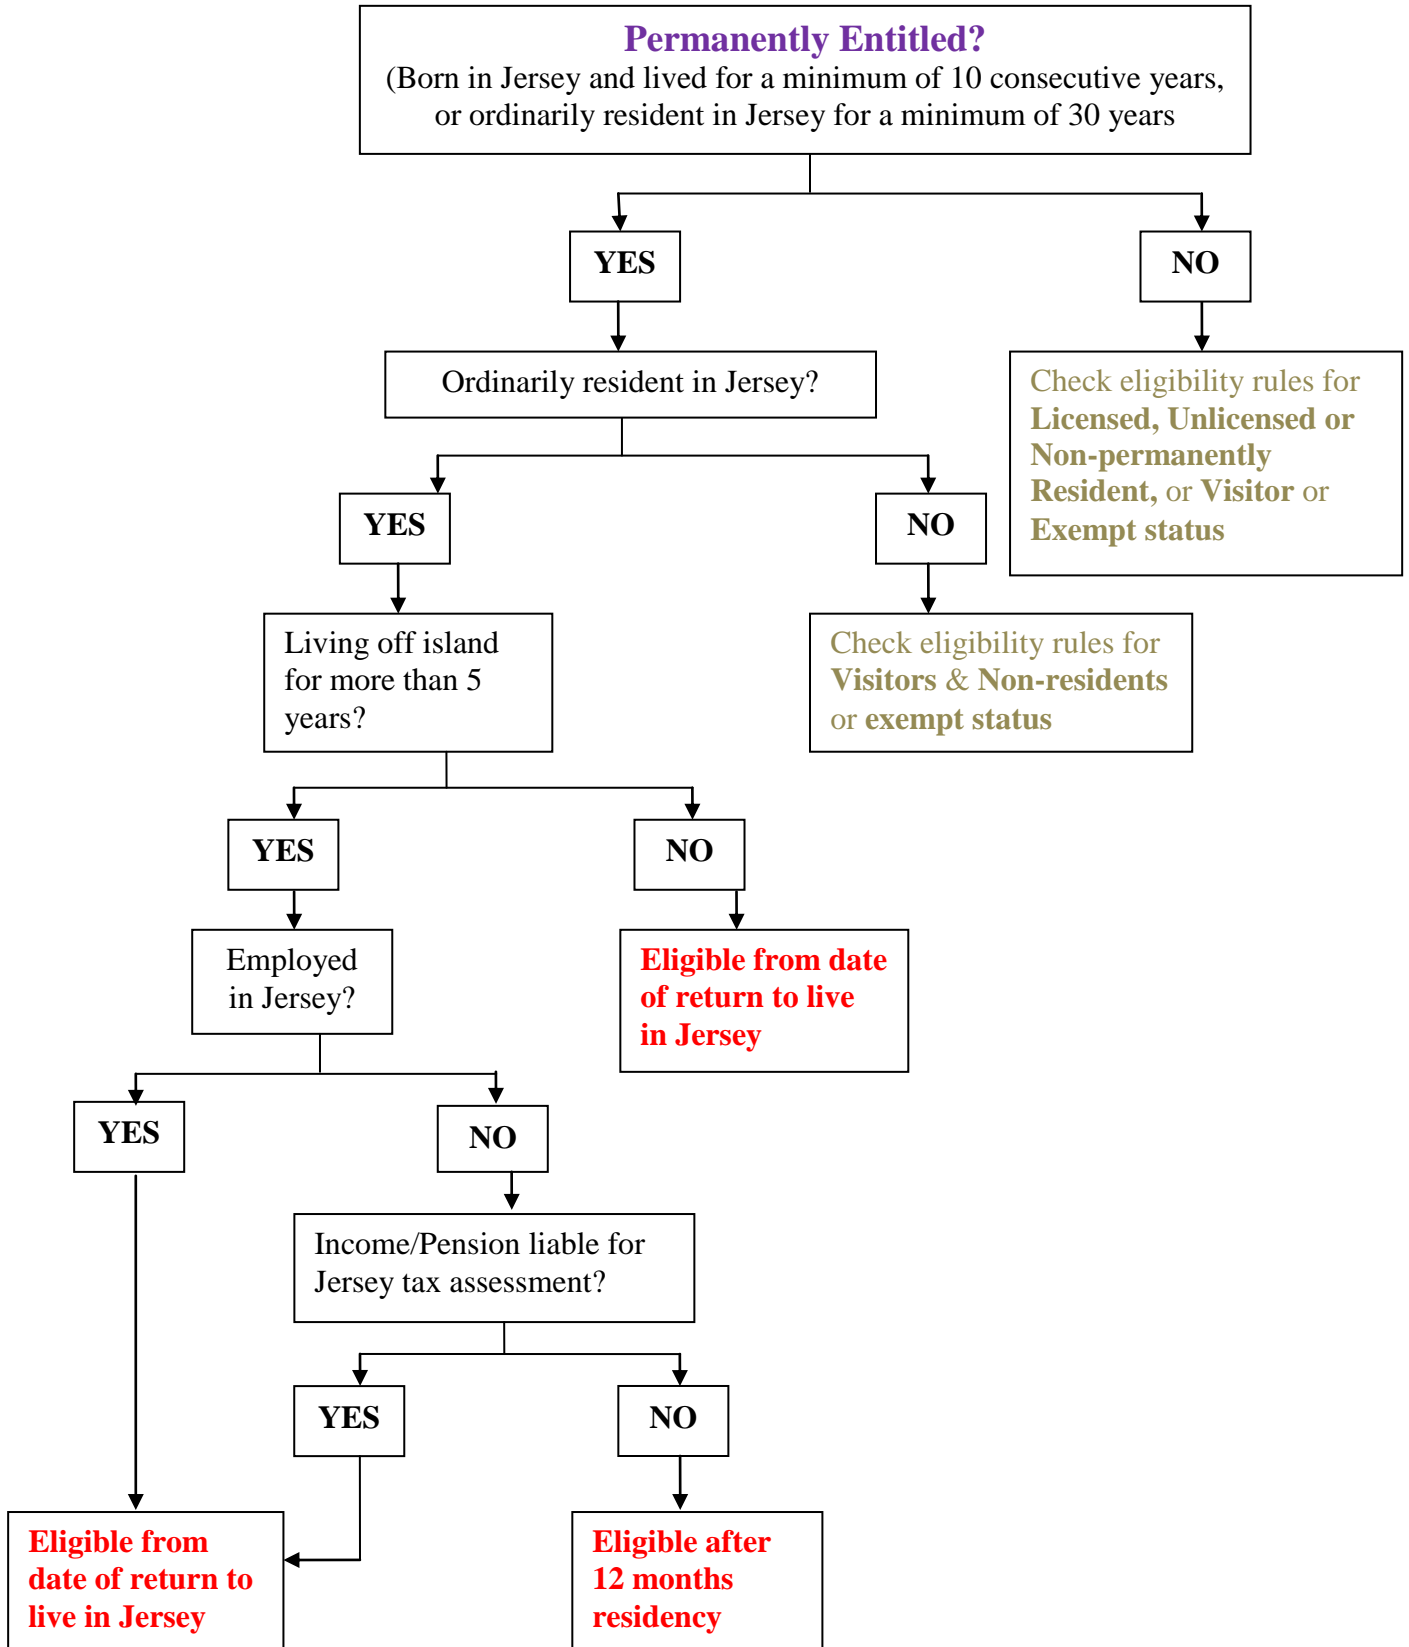 Permanently Entitled?
(Born in Jersey and lived for a minimum of 10 consecutive years,
or ordinarily resident in Jersey for a minimum of 30 years
YES
NO
Ordinarily resident in Jersey?
Check eligibility rules for
Licensed, Unlicensed or
Non-permanently
Resident, or Visitor or
Exempt status
YES
NO
Living off island
for more than 5
years?
Check eligibility rules for
Visitors & Non-residents
or exempt status
YES
NO
Employed
in Jersey?
Eligible from date
of return to live
in Jersey
YES
NO
Income/Pension liable for
Jersey tax assessment?
YES
NO
Eligible from
date of return to
live in Jersey
Eligible after
12 months
residency